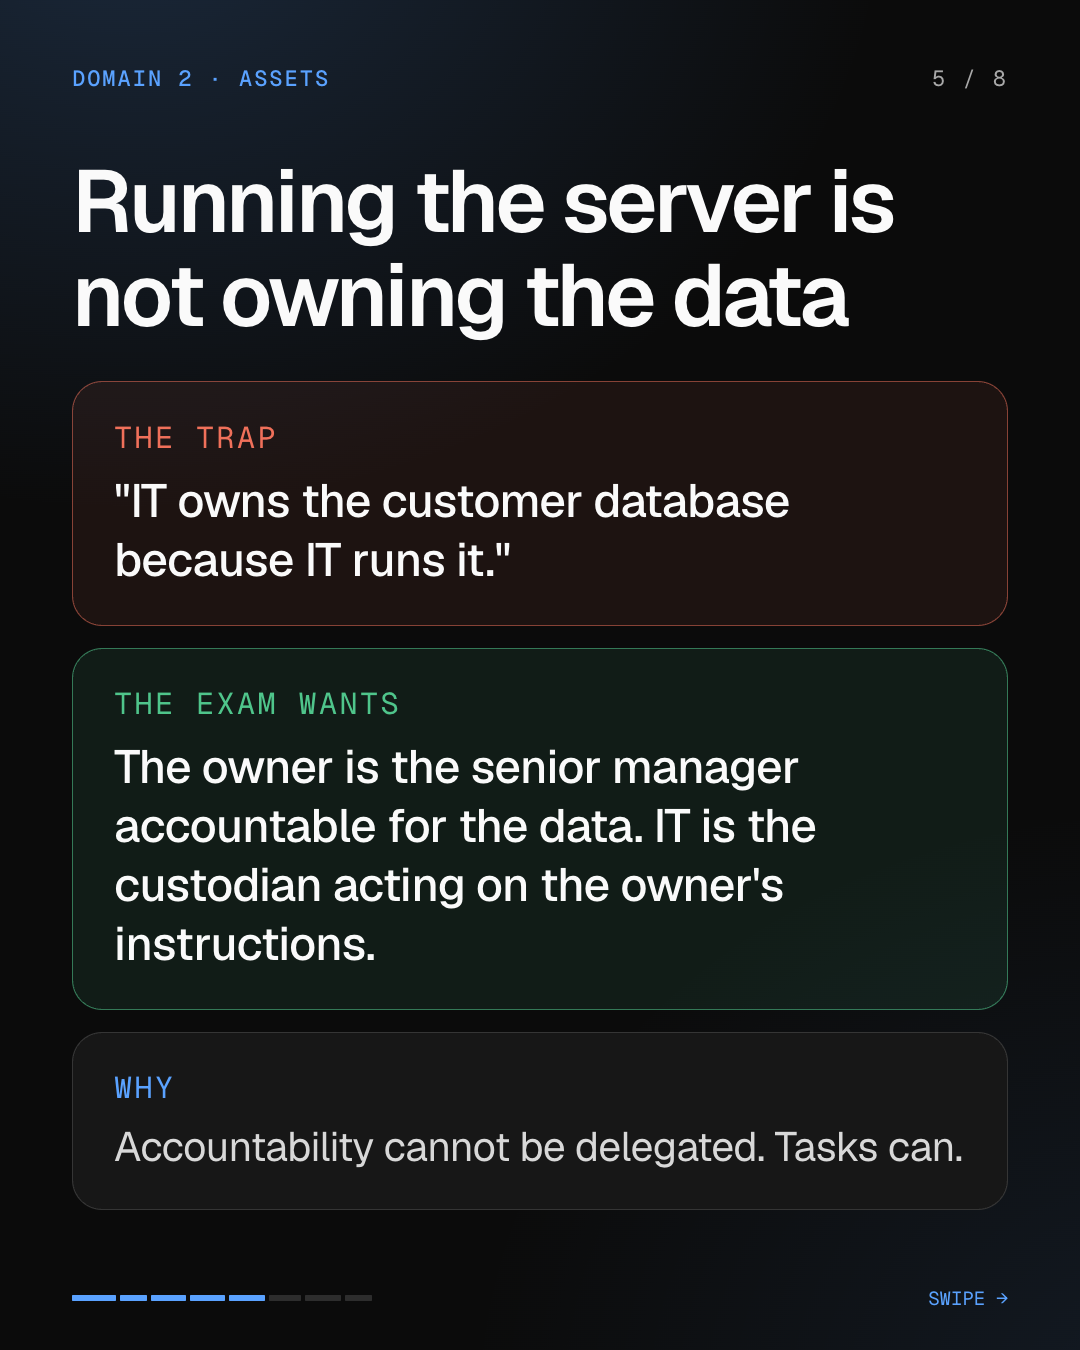 DOMAIN 2 · ASSETS
5 / 8
Running the server is
not owning the data
THE TRAP
"IT owns the customer database
because IT runs it."
THE EXAM WANTS
The owner is the senior manager
accountable for the data. IT is the
custodian acting on the owner's
instructions.
WHY
Accountability cannot be delegated. Tasks can.
SWIPE →